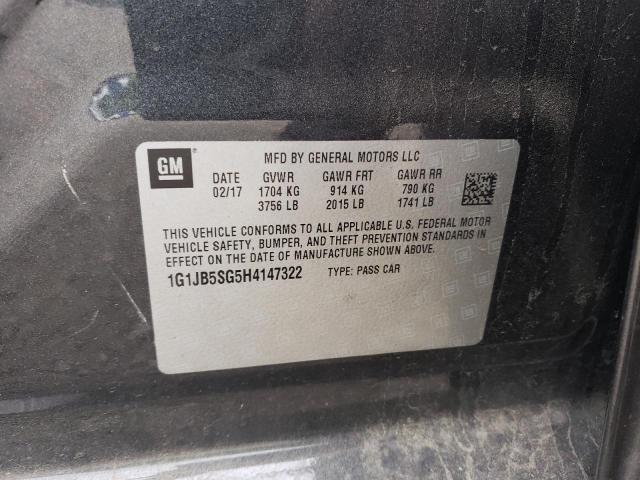 GM
MFD BY GENERAL MOTORS LLC
DATE GVWR GAWR FRT GAWR RR
02/17 1704 KG 914 KG 790 KG
3756 LB 2015 LB 1741 LB
THIS VEHICLE CONFORMS TO ALL APPLICABLE U.S. FEDERAL MOTOR
VEHICLE SAFETY, BUMPER, AND THEFT PREVENTION STANDARDS IN
EFFECT ON THE DATE OF MANUFACTURE SHOWN ABOVE.
1G1JB5SG5H4147322 TYPE: PASS CAR